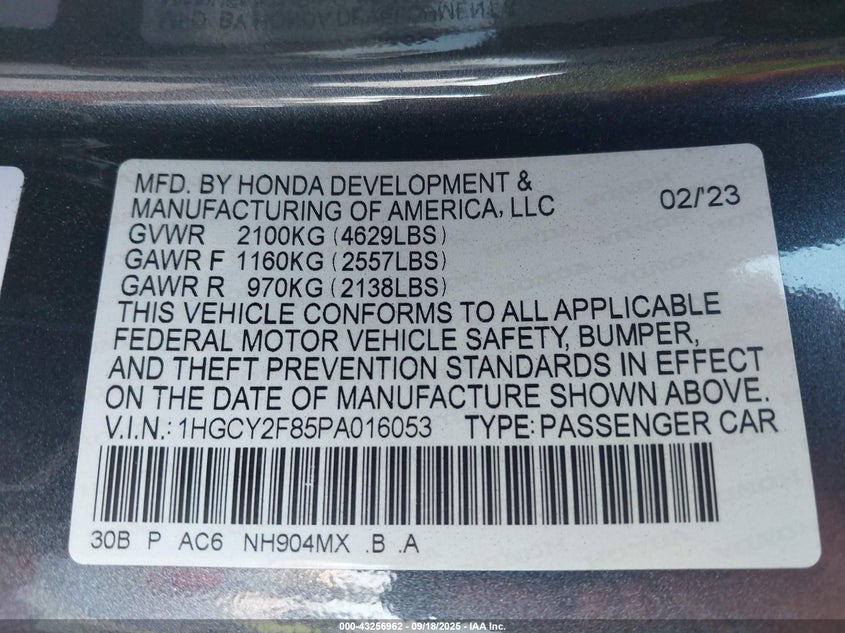 MFD. BY HONDA DEVELOPMENT &
MANUFACTURING OF AMERICA, LLC 02/'23
GVWR 2100KG (4629LBS)
GAWR F 1160KG (2557LBS)
GAWR R 970KG (2138LBS)
THIS VEHICLE CONFORMS TO ALL APPLICABLE
FEDERAL MOTOR VEHICLE SAFETY, BUMPER,
AND THEFT PREVENTION STANDARDS IN EFFECT
ON THE DATE OF MANUFACTURE SHOWN ABOVE.
V.I.N.: 1HGCY2F85PA016053 TYPE: PASSENGER CAR
30B P AC6 NH904MX .B .A
000-43256962 - 09/18/2025 - IAA Inc.